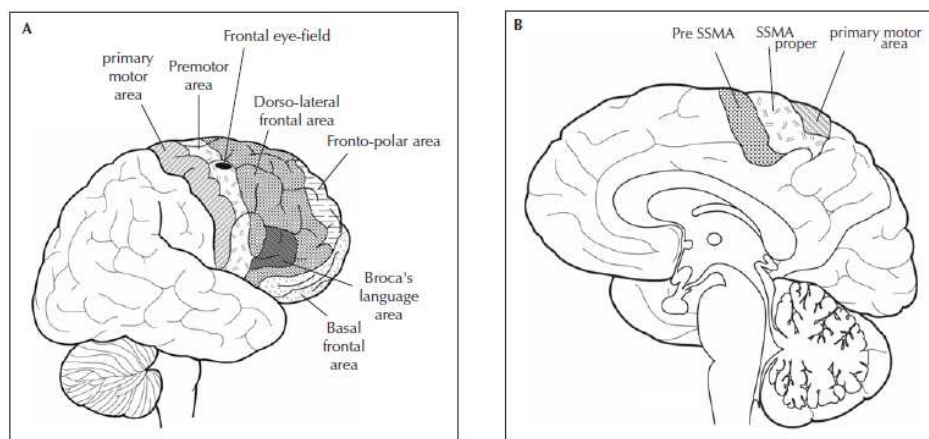 A
Frontal eye-field
primary
motor
area
Premotor
area
Dorso-lateral
frontal area
Fronto-polar area
Broca's
language
area
Basal
frontal
area
B
Pre SSMA
SSMA
proper
primary motor
area